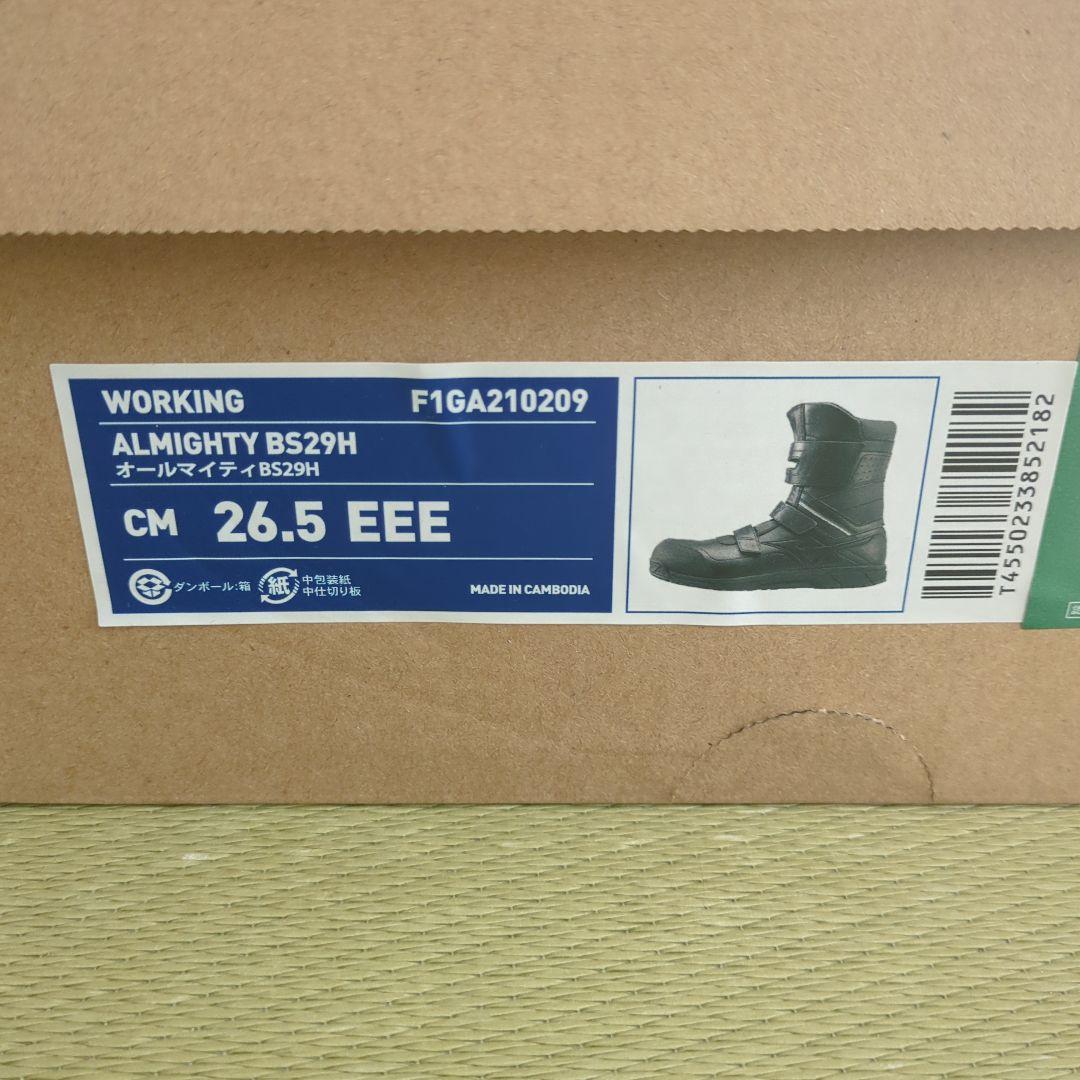 WORKING F1GA210209
ALMIGHTY BS29H
オールマイティBS29H
CM 26.5 EEE
ダンボール:箱
紙
中包装紙
中仕切り板
MADE IN CAMBODIA
T4550233852182